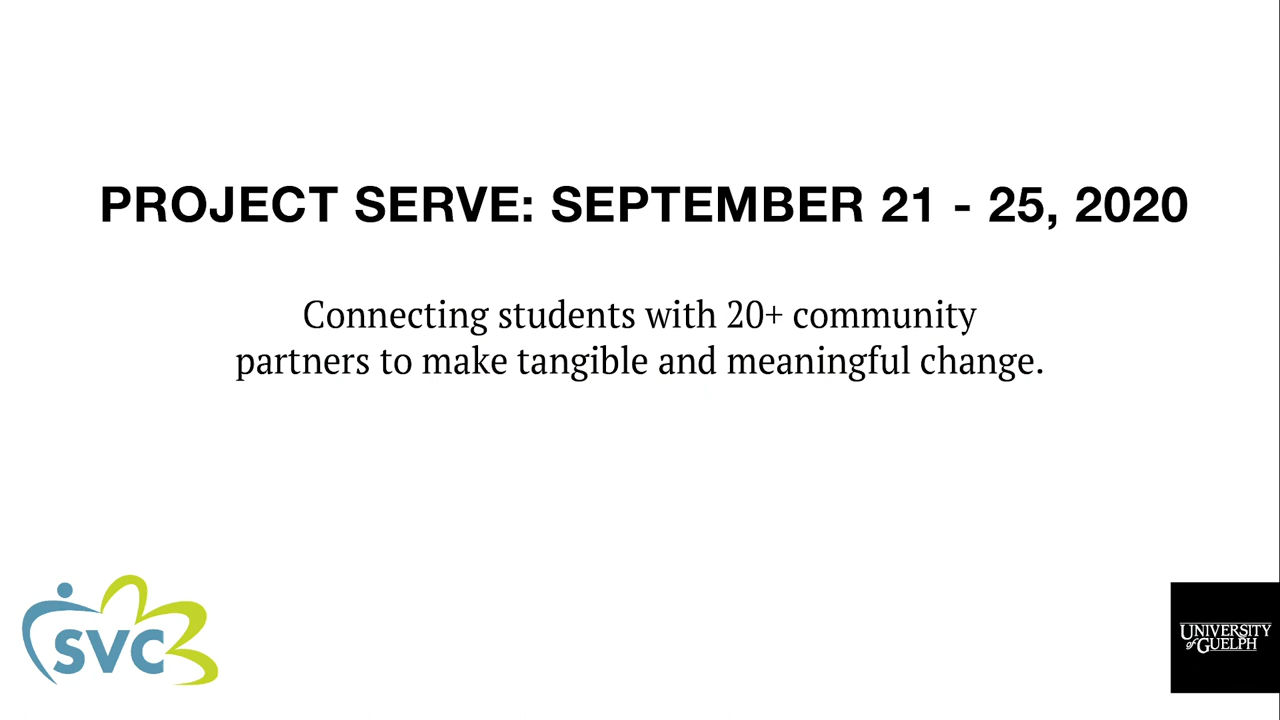 PROJECT SERVE: SEPTEMBER 21 - 25, 2020
Connecting students with 20+ community
partners to make tangible and meaningful change.
SVC
UNIVERSITY
of GUELPH